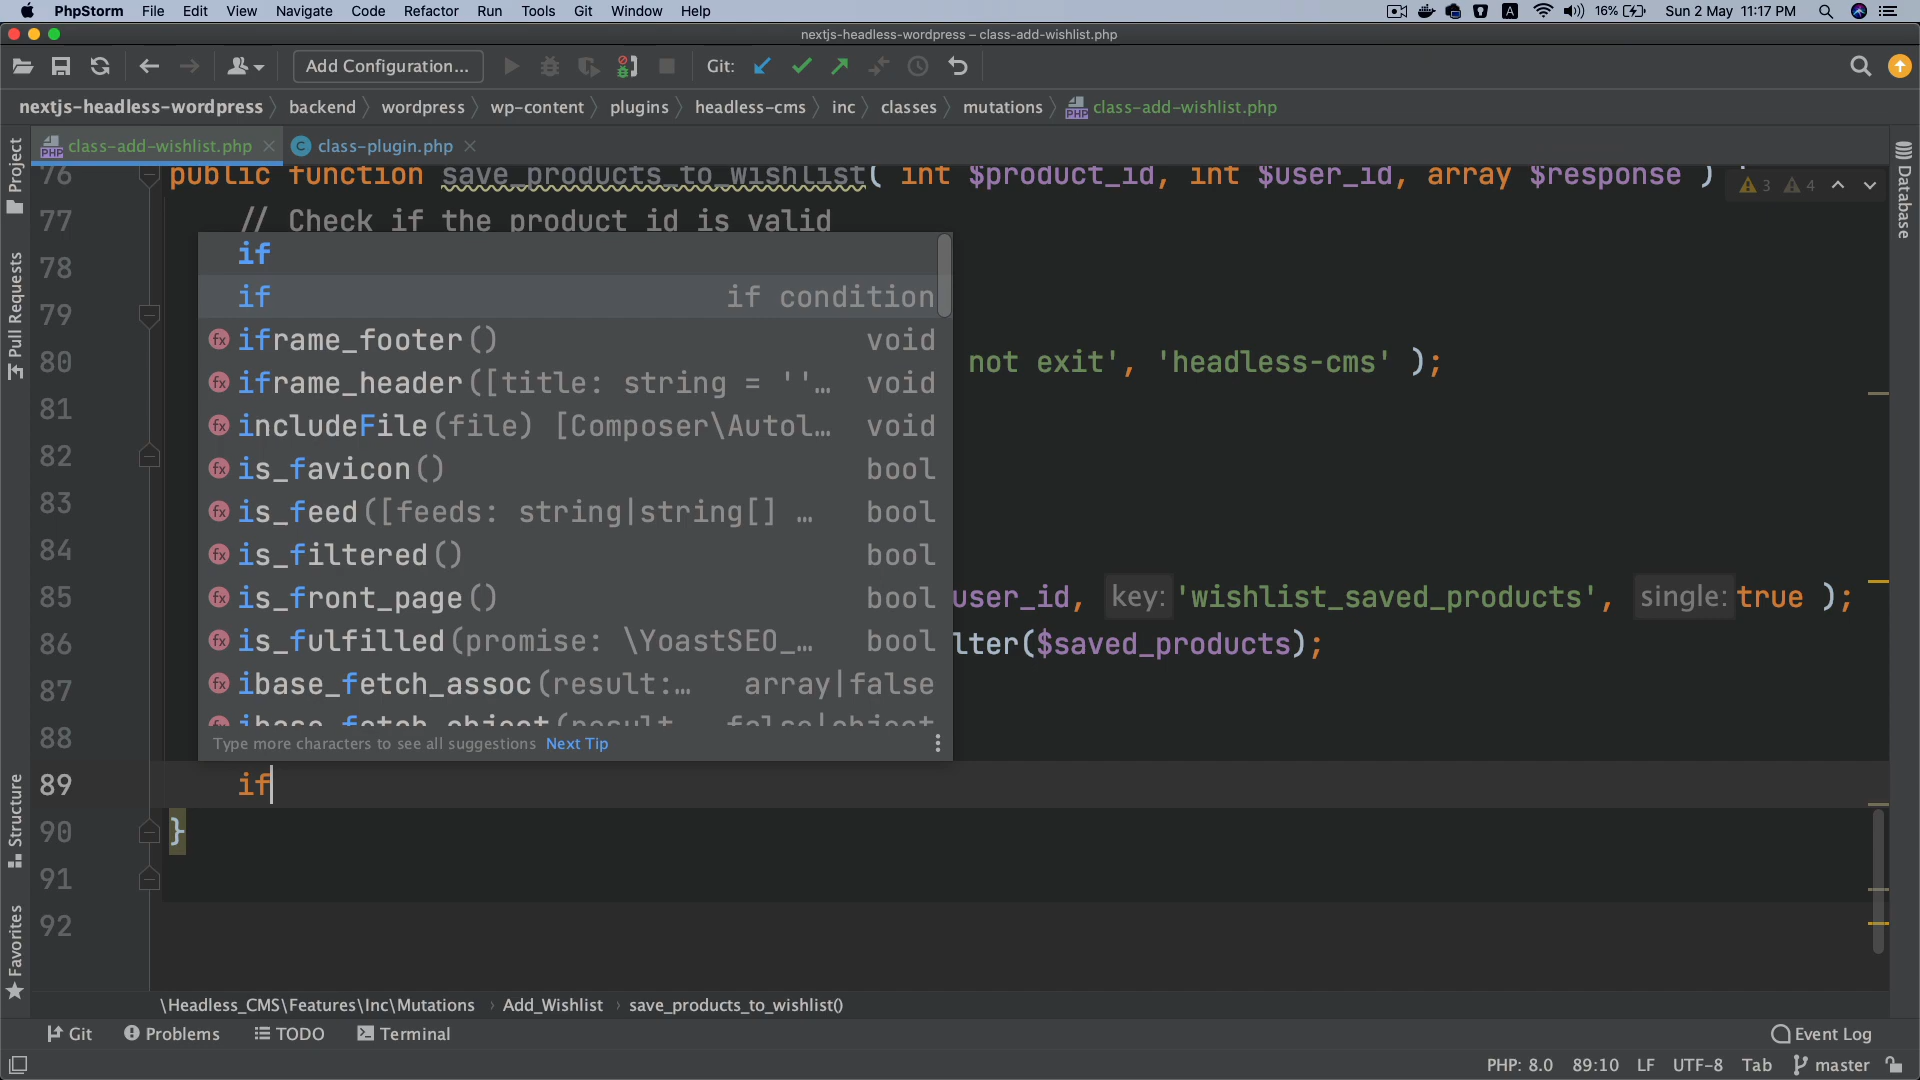 PhpStorm File Edit View Navigate Code Refactor Run Tools Git Window Help A 16% Sun 2 May 11:17 PM
nextjs-headless-wordpress – class-add-wishlist.php
Add Configuration... Git:
nextjs-headless-wordpress backend wordpress wp-content plugins headless-cms inc classes mutations class-add-wishlist.php
class-add-wishlist.php class-plugin.php
76 public function save_products_to_wishlist( int $product_id, int $user_id, array $response )
3 4
77 // Check if the product id is valid
78 if
if if condition
79
iframe_footer() void
80 not exit', 'headless-cms' );
iframe_header([title: string = ''… void
81
includeFile(file) [Composer\Autol… void
82
is_favicon() bool
83
is_feed([feeds: string|string[] … bool
84
is_filtered() bool
85 user_id, key: 'wishlist_saved_products', single: true );
is_front_page() bool
86 lter($saved_products);
is_fulfilled(promise: \YoastSEO_… bool
87
ibase_fetch_assoc(result:… array|false
ibase_fetch_object(result false|object
88
Type more characters to see all suggestions Next Tip
89 if
90 }
91
92
Project
Pull Requests
Structure
Favorites
Database
\Headless_CMS\Features\Inc\Mutations Add_Wishlist save_products_to_wishlist()
Git Problems TODO Terminal Event Log
PHP: 8.0 89:10 LF UTF-8 Tab master